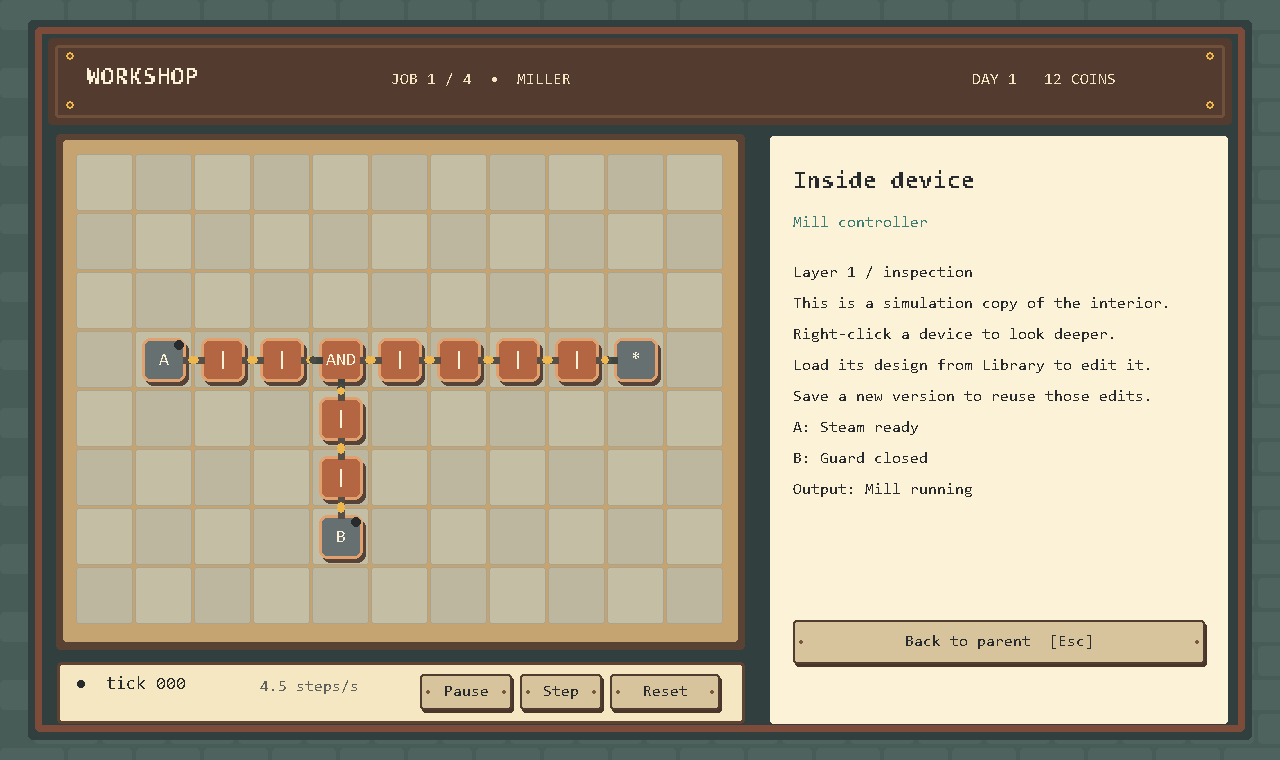 WORKSHOP
JOB 1 / 4 • MILLER
DAY 1 12 COINS
A | | AND | | | | *
|
|
B
Inside device
Mill controller
Layer 1 / inspection
This is a simulation copy of the interior.
Right-click a device to look deeper.
Load its design from Library to edit it.
Save a new version to reuse those edits.
A: Steam ready
B: Guard closed
Output: Mill running
Back to parent [Esc]
tick 000
4.5 steps/s
Pause
Step
Reset